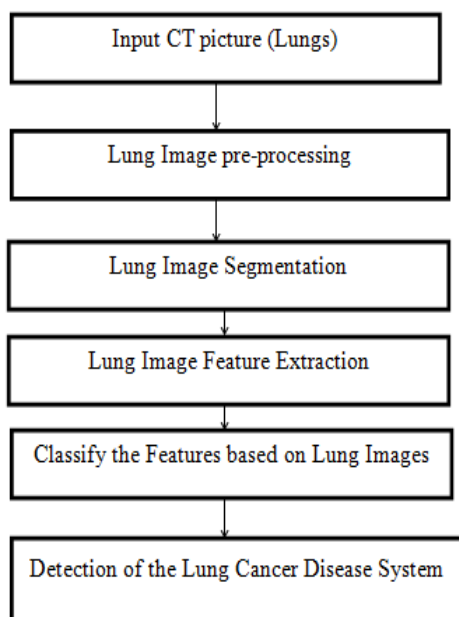 Input CT picture (Lungs)
Lung Image pre-processing
Lung Image Segmentation
Lung Image Feature Extraction
Classify the Features based on Lung Images
Detection of the Lung Cancer Disease System